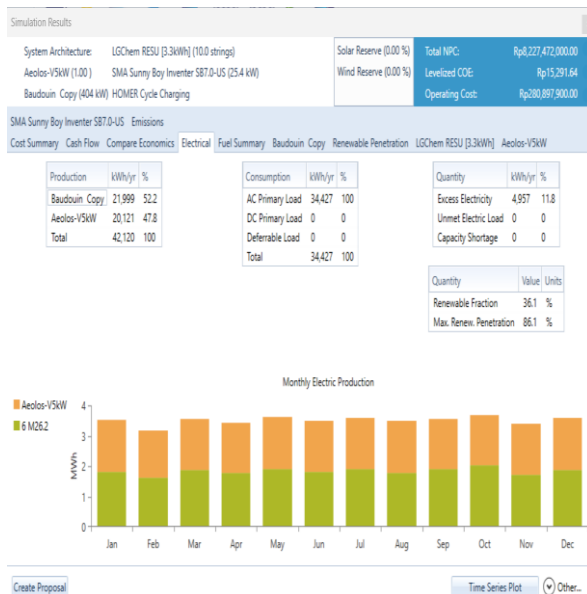 Simulation Results
System Architecture: LGChem RESU [3.3kWh] (10.0 strings)
Aeolos-V5kW (1.00 ) SMA Sunny Boy Inventer SB7.0-US (25.4 kW)
Baudouin Copy (404 kW) HOMER Cycle Charging
Solar Reserve (0.00 %)
Wind Reserve (0.00 %)
Total NPC: Rp8,227,472,000.00
Levelized COE: Rp15,291.64
Operating Cost: Rp280,897,900.00
SMA Sunny Boy Inventer SB7.0-US Emissions
Cost Summary Cash Flow Compare Economics Electrical Fuel Summary Baudouin Copy Renewable Penetration LGChem RESU [3.3kWh] Aeolos-V5kW
Production kWh/yr %
Baudouin Copy 21,999 52.2
Aeolos-V5kW 20,121 47.8
Total 42,120 100
Consumption kWh/yr %
AC Primary Load 34,427 100
DC Primary Load 0 0
Deferrable Load 0 0
Total 34,427 100
Quantity kWh/yr %
Excess Electricity 4,957 11.8
Unmet Electric Load 0 0
Capacity Shortage 0 0
Quantity Value Units
Renewable Fraction 36.1 %
Max. Renew. Penetration 86.1 %
Monthly Electric Production
Aeolos-V5kW
6 M26.2
MWh
4
3
2
1
0
Jan Feb Mar Apr May Jun Jul Aug Sep Oct Nov Dec
Create Proposal
Time Series Plot
Other...